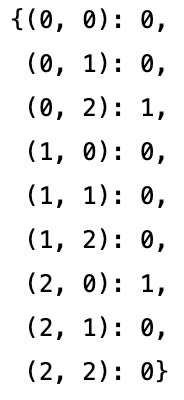 {(0, 0): 0,
(0, 1): 0,
(0, 2): 1,
(1, 0): 0,
(1, 1): 0,
(1, 2): 0,
(2, 0): 1,
(2, 1): 0,
(2, 2): 0}